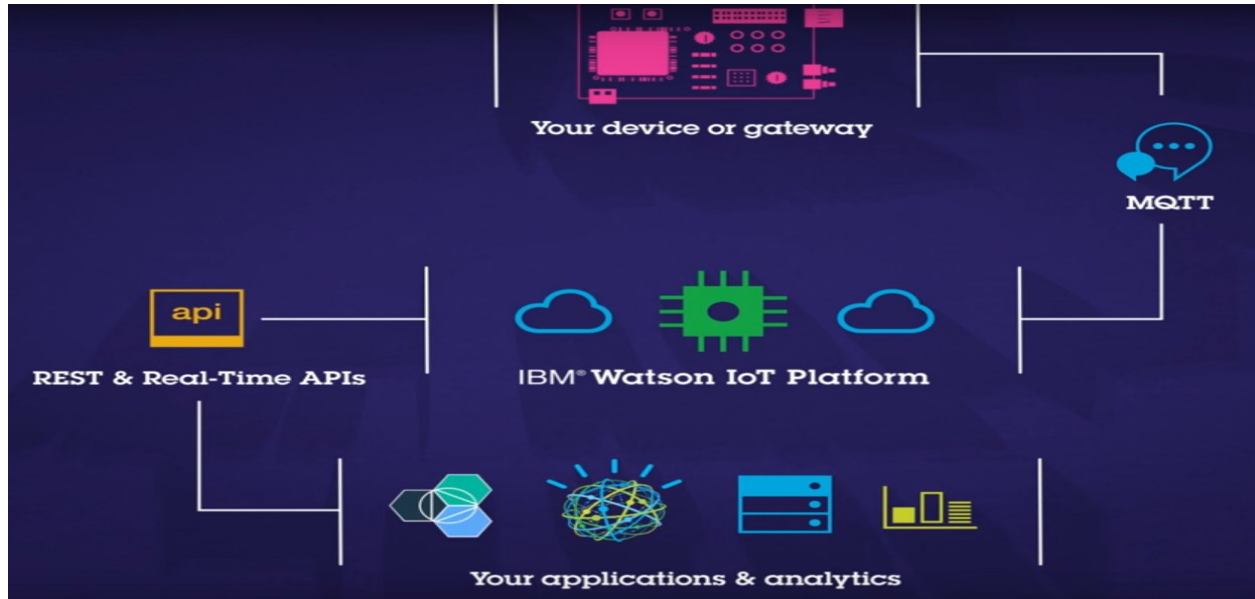 Your device or gateway
MQTT
api
REST & Real-Time APIs
IBM® Watson IoT Platform
Your applications & analytics